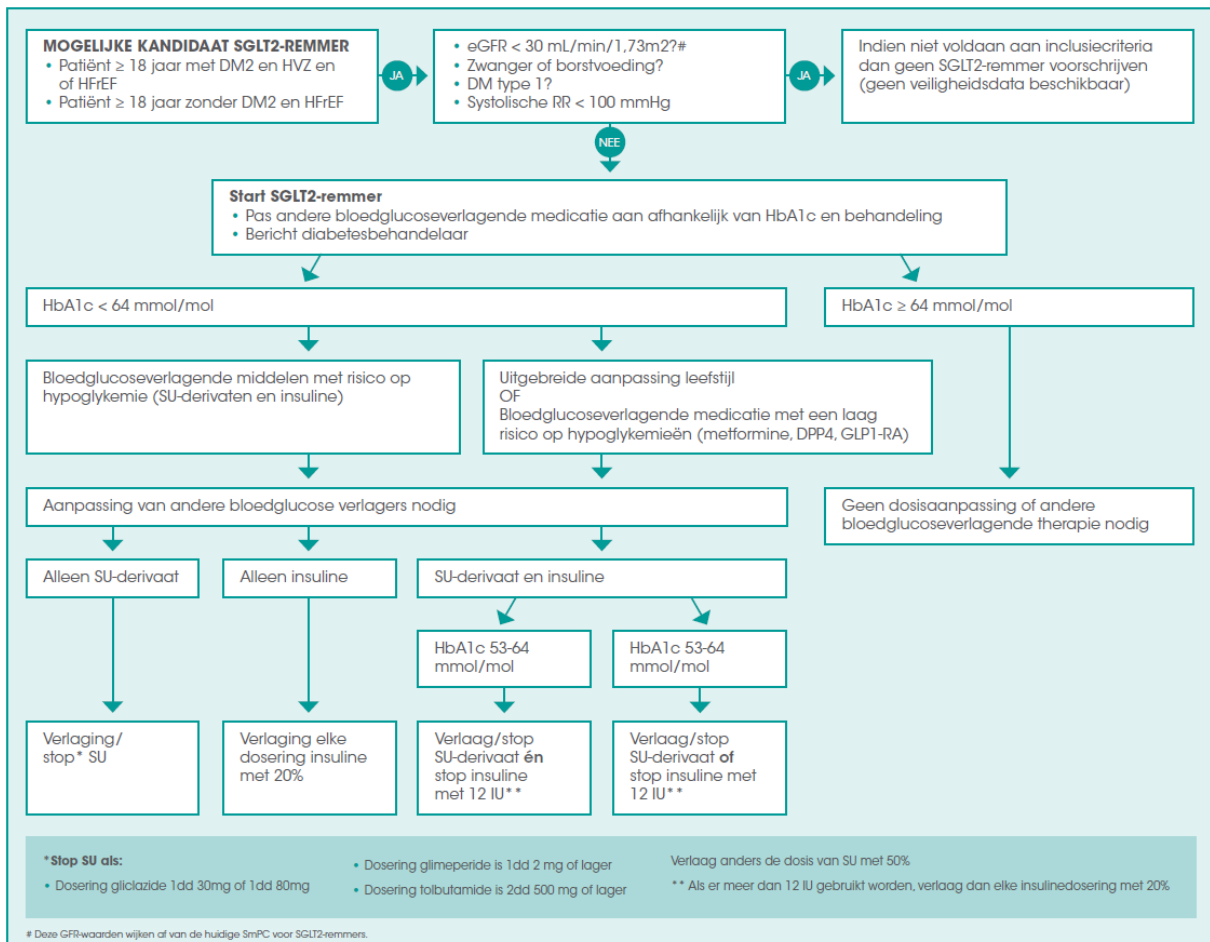 MOGELIJKE KANDIDAAT SGLT2-REMMER
• Patiënt ≥ 18 jaar met DM2 en HVZ en
of HFrEF
• Patiënt ≥ 18 jaar zonder DM2 en HFrEF
JA
• eGFR < 30 mL/min/1,73m2?#
• Zwanger of borstvoeding?
• DM type 1?
• Systolische RR < 100 mmHg
JA
Indien niet voldaan aan inclusiecriteria
dan geen SGLT2-remmer voorschrijven
(geen veiligheidsdata beschikbaar)
NEE
Start SGLT2-remmer
• Pas andere bloedglucoseverlagende medicatie aan afhankelijk van HbA1c en behandeling
• Bericht diabetesbehandelaar
HbA1c < 64 mmol/mol
HbA1c ≥ 64 mmol/mol
Bloedglucoseverlagende middelen met risico op
hypoglykemie (SU-derivaten en insuline)
Uitgebreide aanpassing leefstijl
OF
Bloedglucoseverlagende medicatie met een laag
risico op hypoglykemieën (metformine, DPP4, GLP1-RA)
Aanpassing van andere bloedglucose verlagers nodig
Geen dosisaanpassing of andere
bloedglucoseverlagende therapie nodig
Alleen SU-derivaat
Alleen insuline
SU-derivaat en insuline
HbA1c 53-64
mmol/mol
HbA1c 53-64
mmol/mol
Verlaging/
stop* SU
Verlaging elke
dosering insuline
met 20%
Verlaag/stop
SU-derivaat én
stop insuline
met 12 IU**
Verlaag/stop
SU-derivaat of
stop insuline met
12 IU**
*Stop SU als:
• Dosering gliclazide 1dd 30mg of 1dd 80mg
• Dosering glimeperide is 1dd 2 mg of lager
• Dosering tolbutamide is 2dd 500 mg of lager
Verlaag anders de dosis van SU met 50%
** Als er meer dan 12 IU gebruikt worden, verlaag dan elke insulinedosering met 20%
# Deze GFR-waarden wijken af van de huidige SmPC voor SGLT2-remmers.